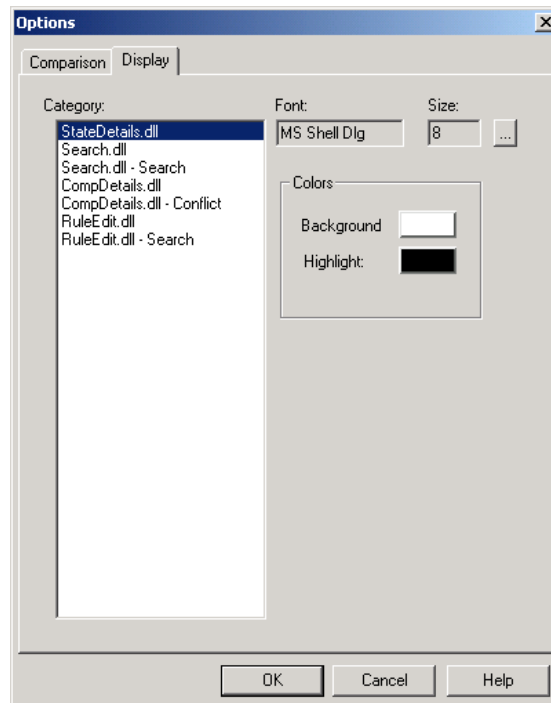 Options
Comparison Display
Category: Font: Size:
StateDetails.dll MS Shell Dlg 8 ...
Search.dll
Search.dll - Search
CompDetails.dll
CompDetails.dll - Conflict
RuleEdit.dll
RuleEdit.dll - Search
Colors
Background
Highlight:
OK Cancel Help